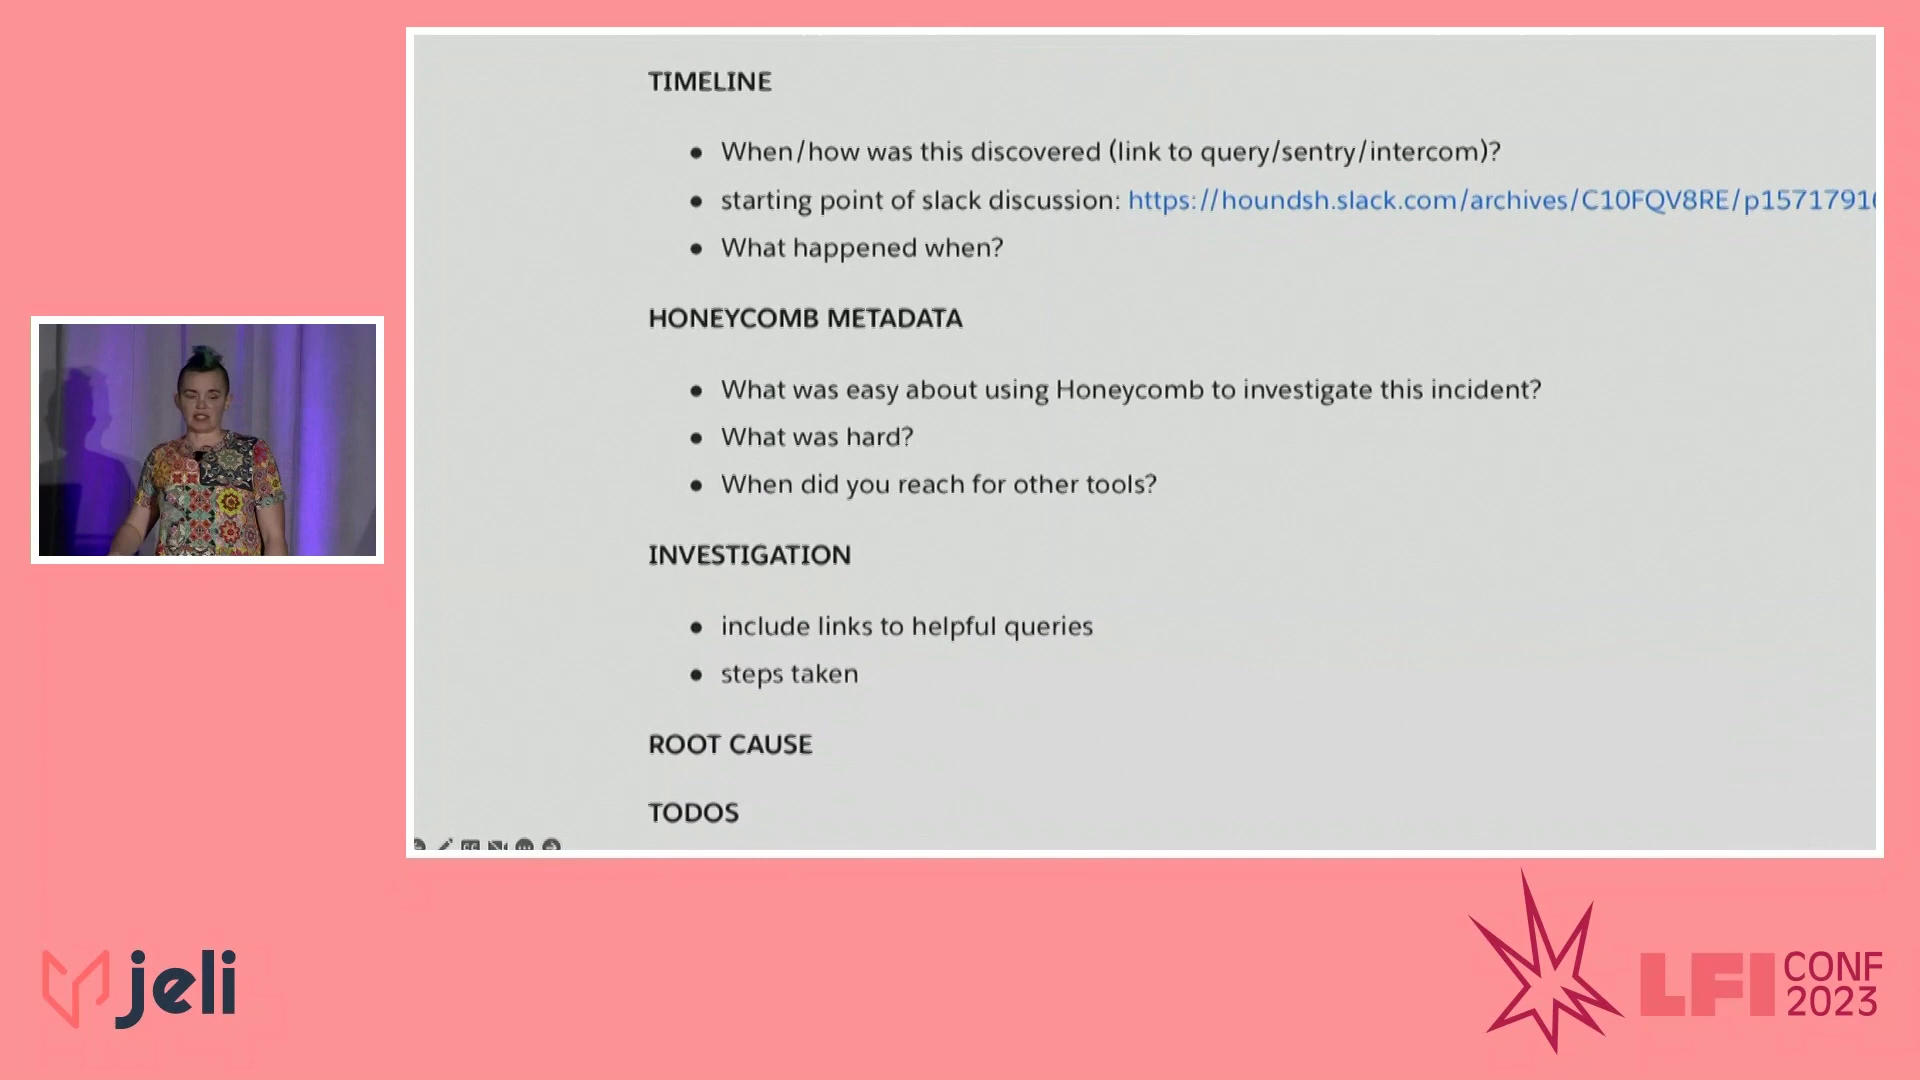 TIMELINE
• When/how was this discovered (link to query/sentry/intercom)?
• starting point of slack discussion: https://houndsh.slack.com/archives/C10FQV8RE/p1571791
• What happened when?
HONEYCOMB METADATA
• What was easy about using Honeycomb to investigate this incident?
• What was hard?
• When did you reach for other tools?
INVESTIGATION
• include links to helpful queries
• steps taken
ROOT CAUSE
TODOS
jeli
LFI CONF 2023